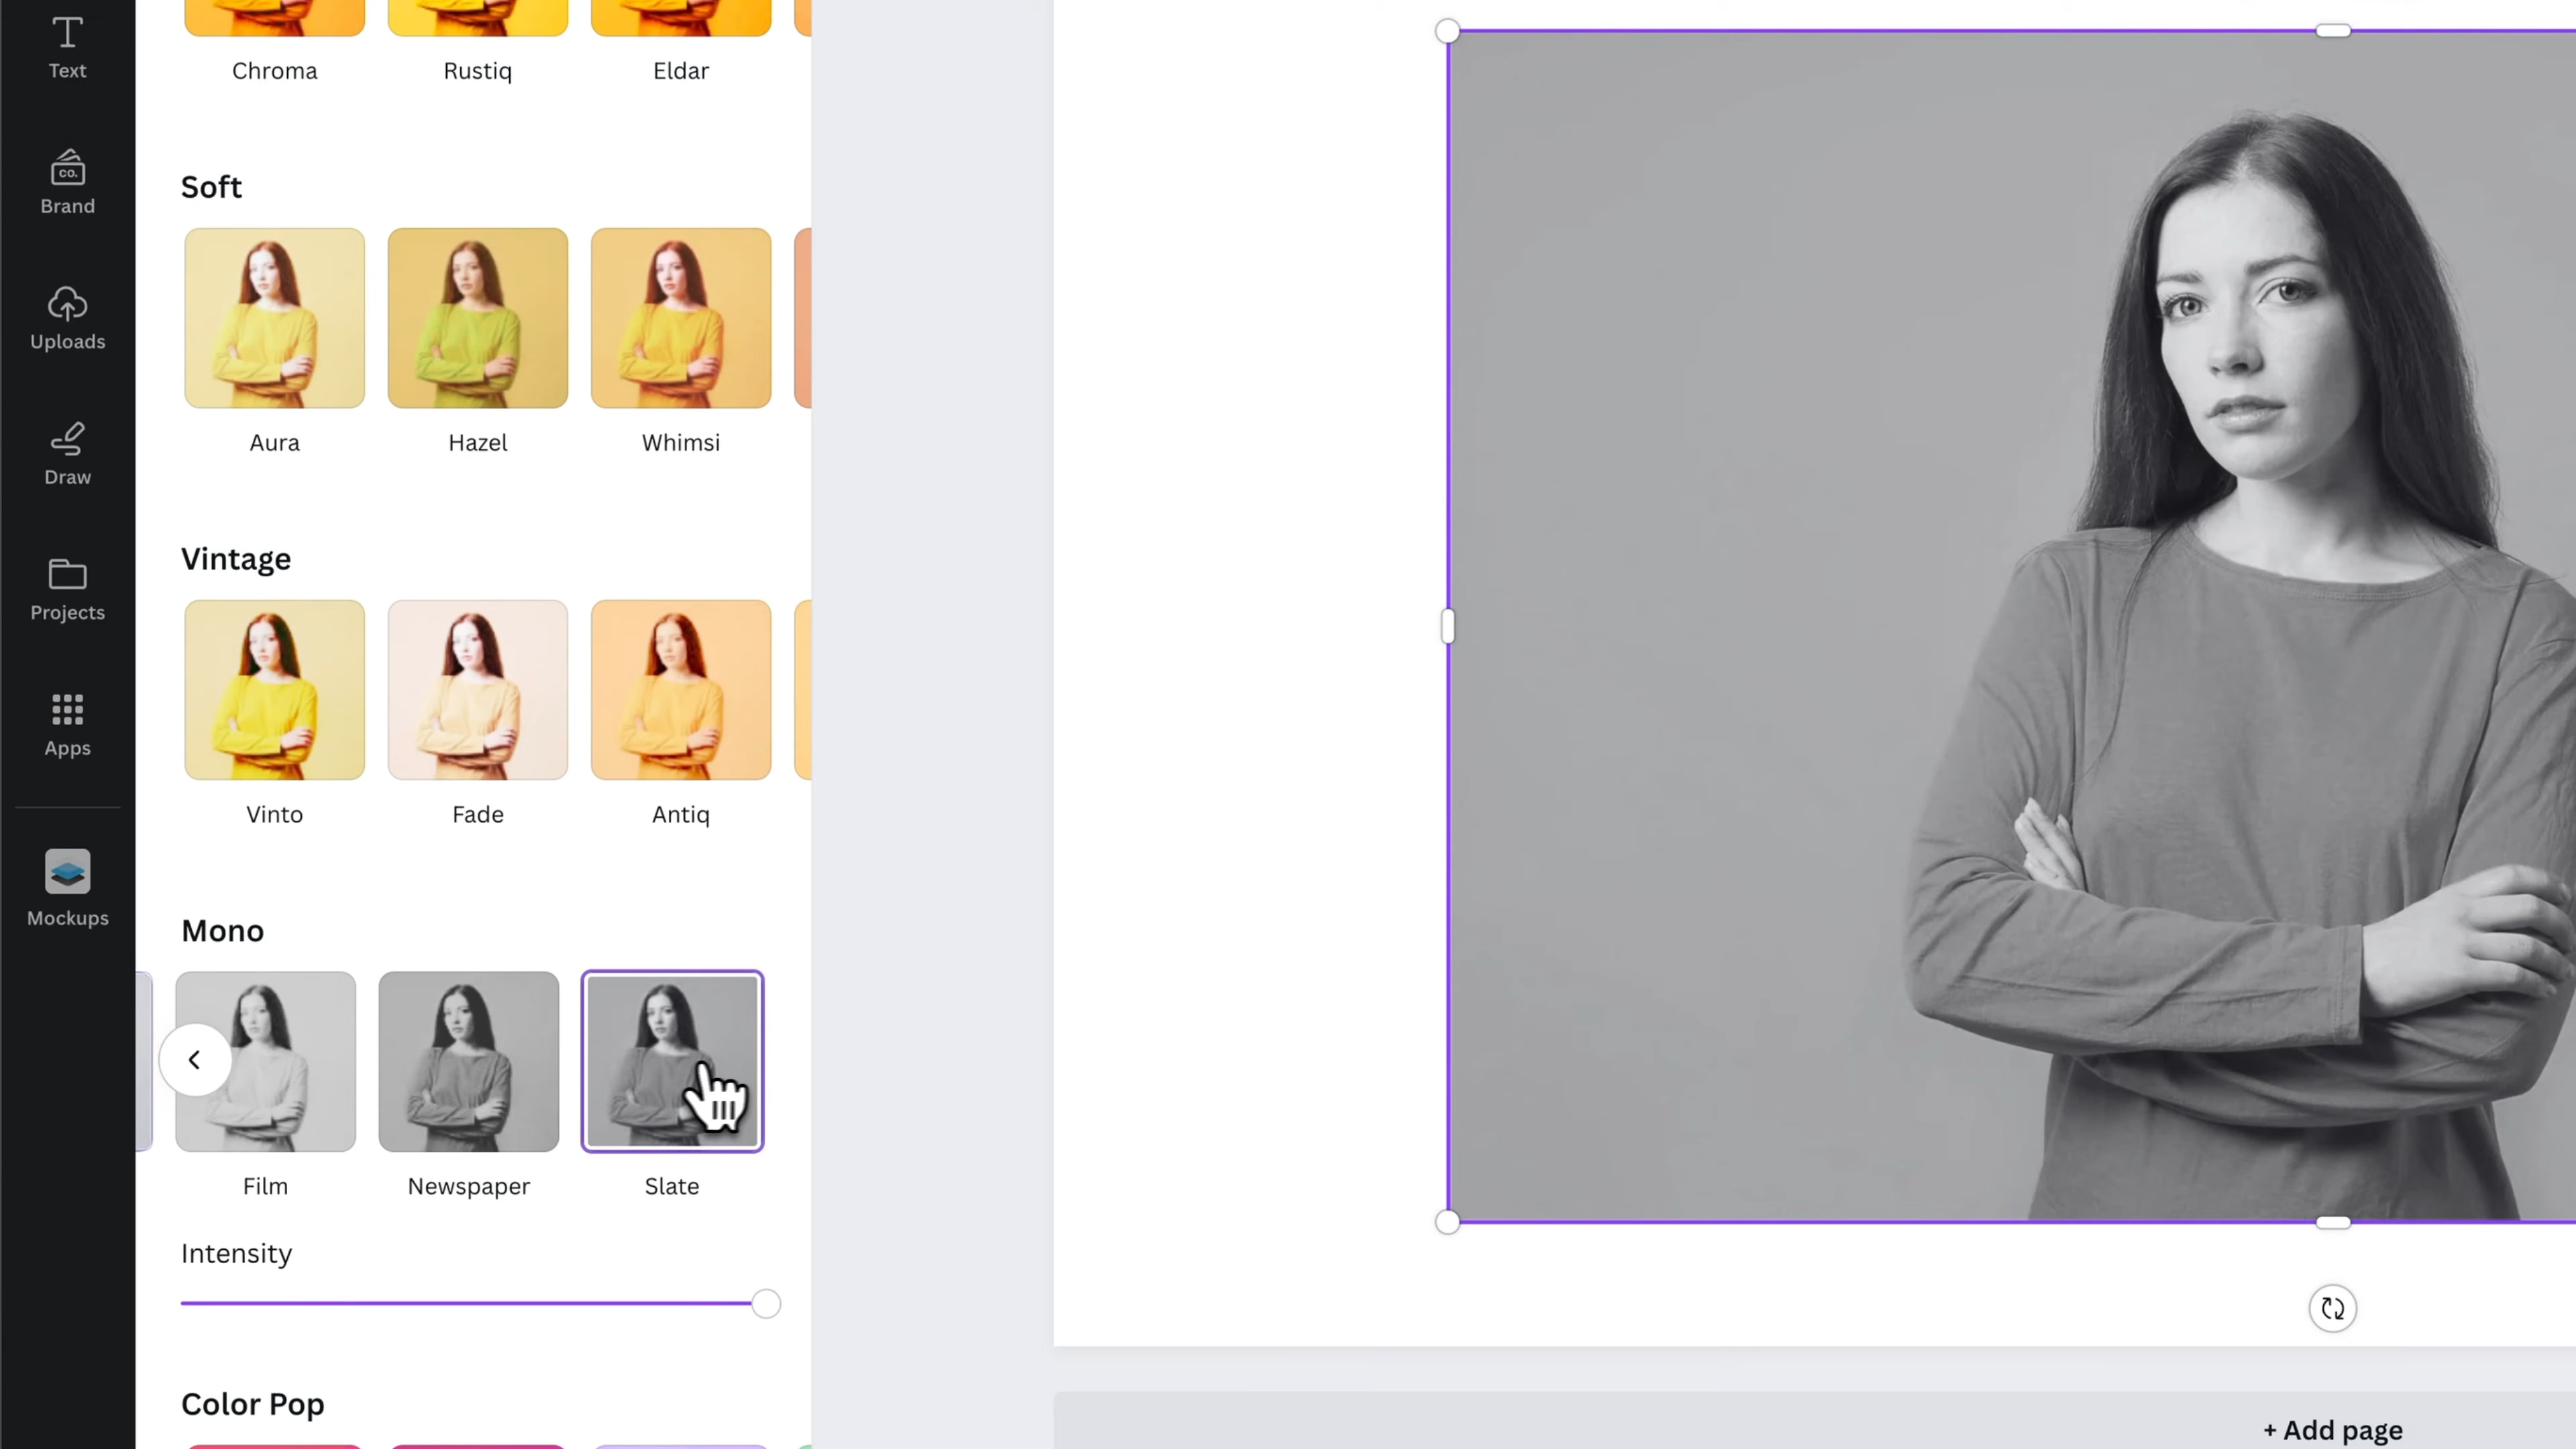 Text
Brand
co.
Uploads
Draw
Projects
Apps
Mockups
Chroma Rustiq Eldar
Soft
Aura Hazel Whimsi
Vintage
Vinto Fade Antiq
Mono
Film Newspaper Slate
Intensity
Color Pop
+ Add page